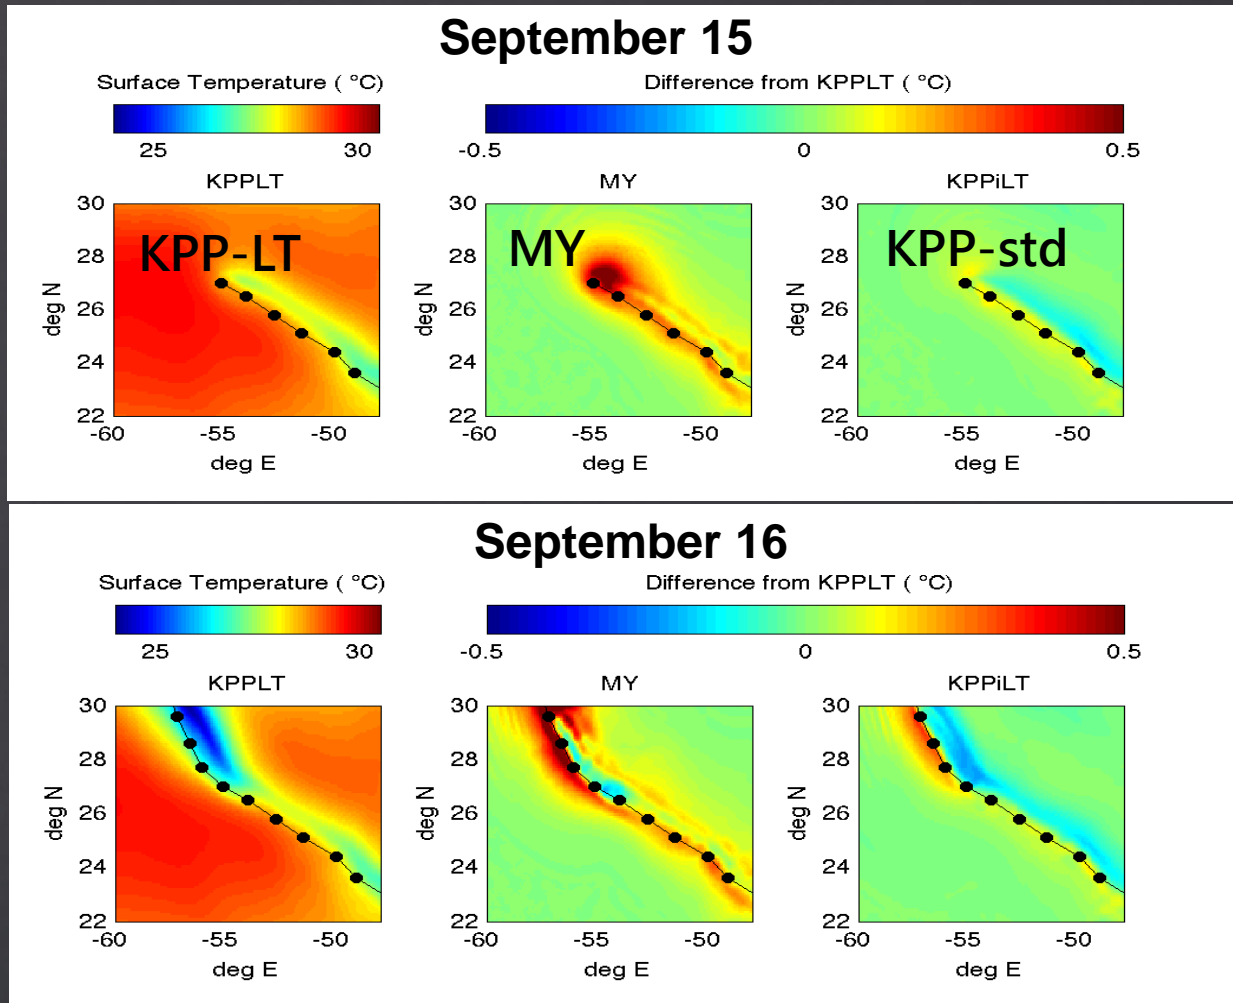 September 15
Surface Temperature ( °C)
Difference from KPPLT ( °C)
25 30
-0.5 0 0.5
KPPLT
MY
KPPiLT
KPP-LT
MY
KPP-std
30
28
26
24
22
-60 -55 -50
deg E
deg N
30
28
26
24
22
-60 -55 -50
deg E
deg N
30
28
26
24
22
-60 -55 -50
deg E
deg N
September 16
Surface Temperature ( °C)
Difference from KPPLT ( °C)
25 30
-0.5 0 0.5
KPPLT
MY
KPPiLT
30
28
26
24
22
-60 -55 -50
deg E
deg N
30
28
26
24
22
-60 -55 -50
deg E
deg N
30
28
26
24
22
-60 -55 -50
deg E
deg N